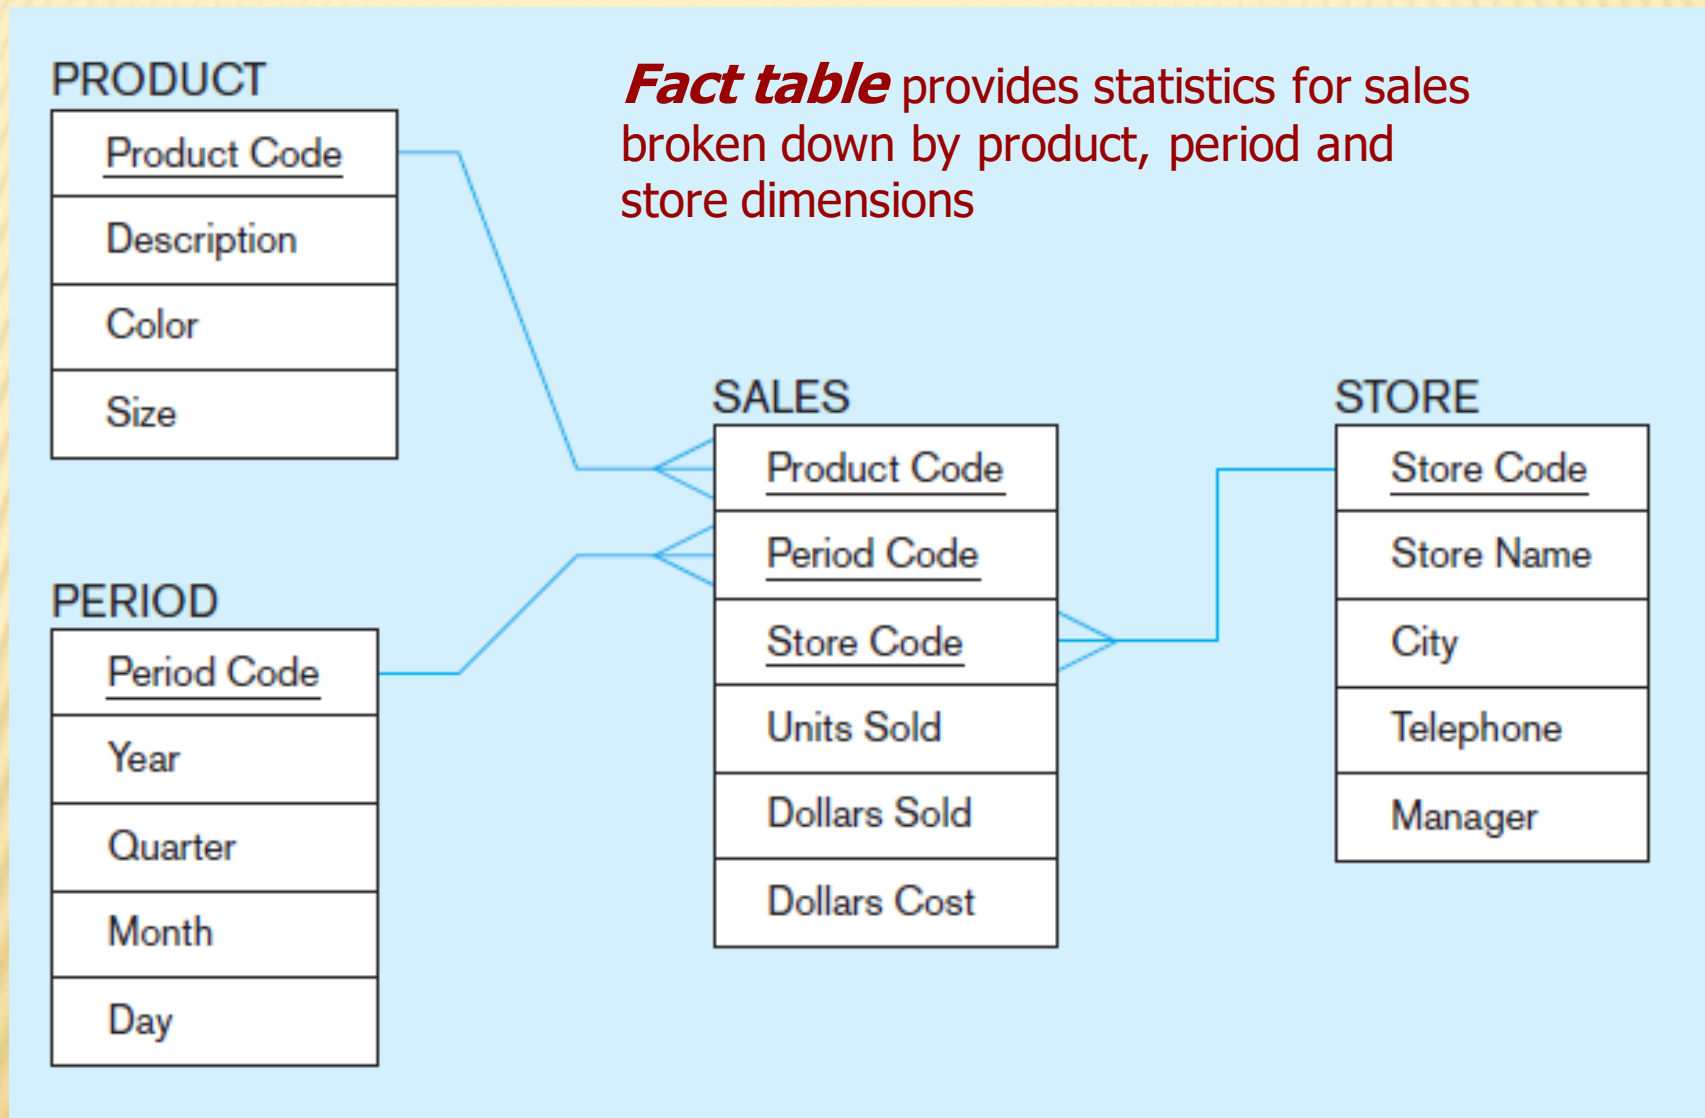 PRODUCT
Product Code
Description
Color
Size
Fact table provides statistics for sales
broken down by product, period and
store dimensions
PERIOD
Period Code
Year
Quarter
Month
Day
SALES
Product Code
Period Code
Store Code
Units Sold
Dollars Sold
Dollars Cost
STORE
Store Code
Store Name
City
Telephone
Manager